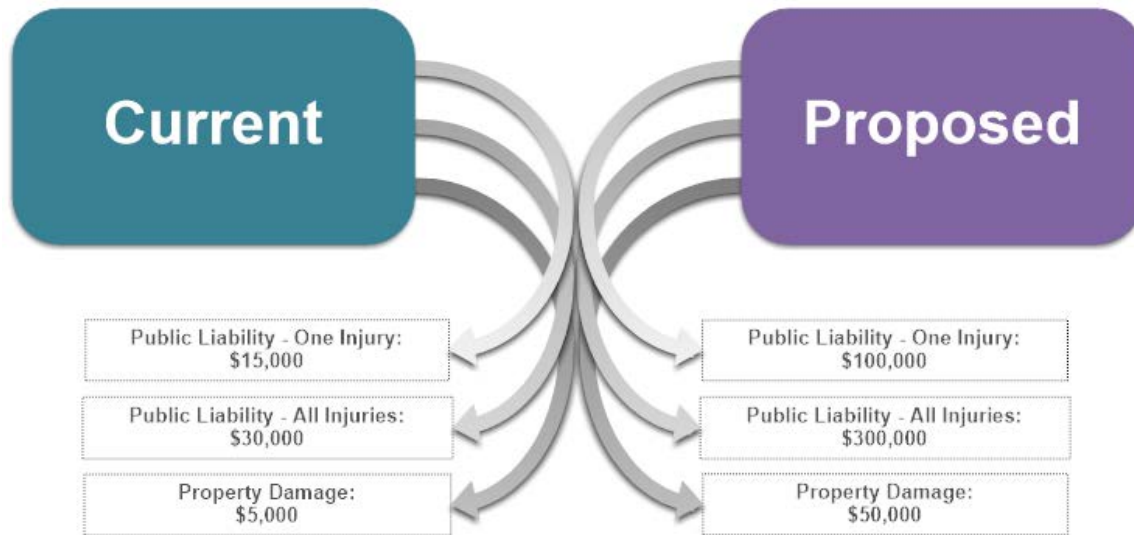 Current
Proposed
Public Liability - One Injury:
$15,000
Public Liability - All Injuries:
$30,000
Property Damage:
$5,000
Public Liability - One Injury:
$100,000
Public Liability - All Injuries:
$300,000
Property Damage:
$50,000